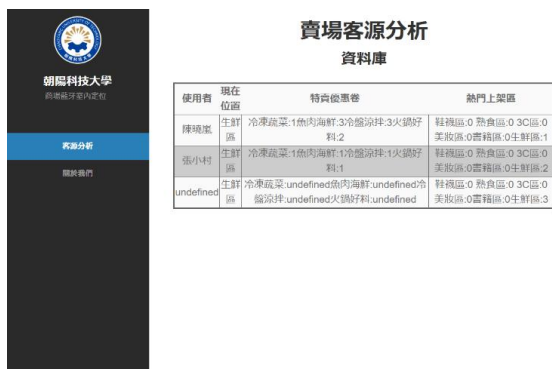 朝陽科技大學
商場藍牙室內定位
客源分析
關於我們
賣場客源分析
資料庫
使用者 現在位置 特賣優惠卷 熱門上架區
陳曉嵐 生鮮區 冷凍蔬菜:1魚肉海鮮:3冷盤涼拌:3火鍋好料:2 鞋襪區:0 熟食區:0 3C區:0 美妝區:0書籍區:0生鮮區:1
張小村 生鮮區 冷凍蔬菜:1魚肉海鮮:1冷盤涼拌:1火鍋好料:1 鞋襪區:0 熟食區:0 3C區:0 美妝區:0書籍區:0生鮮區:2
undefined 生鮮區 冷凍蔬菜:undefined魚肉海鮮:undefined冷盤涼拌:undefined火鍋好料:undefined 鞋襪區:0 熟食區:0 3C區:0 美妝區:0書籍區:0生鮮區:3